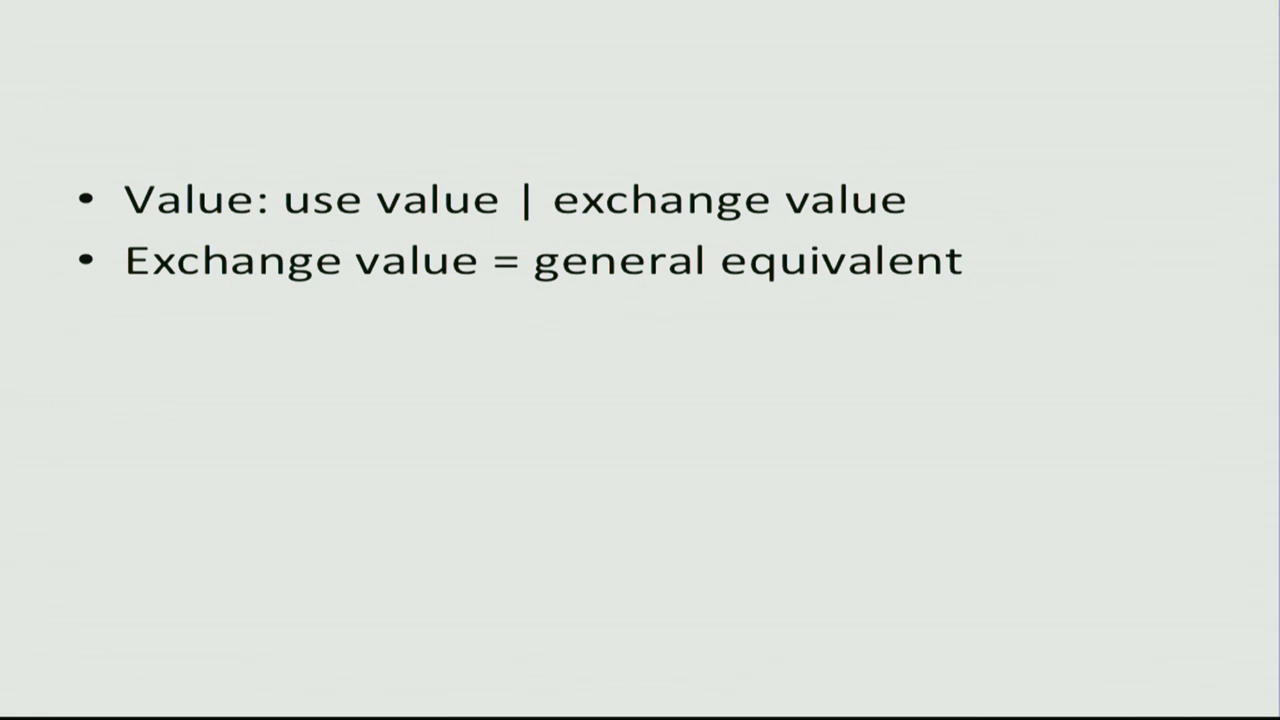 • Value: use value | exchange value
• Exchange value = general equivalent